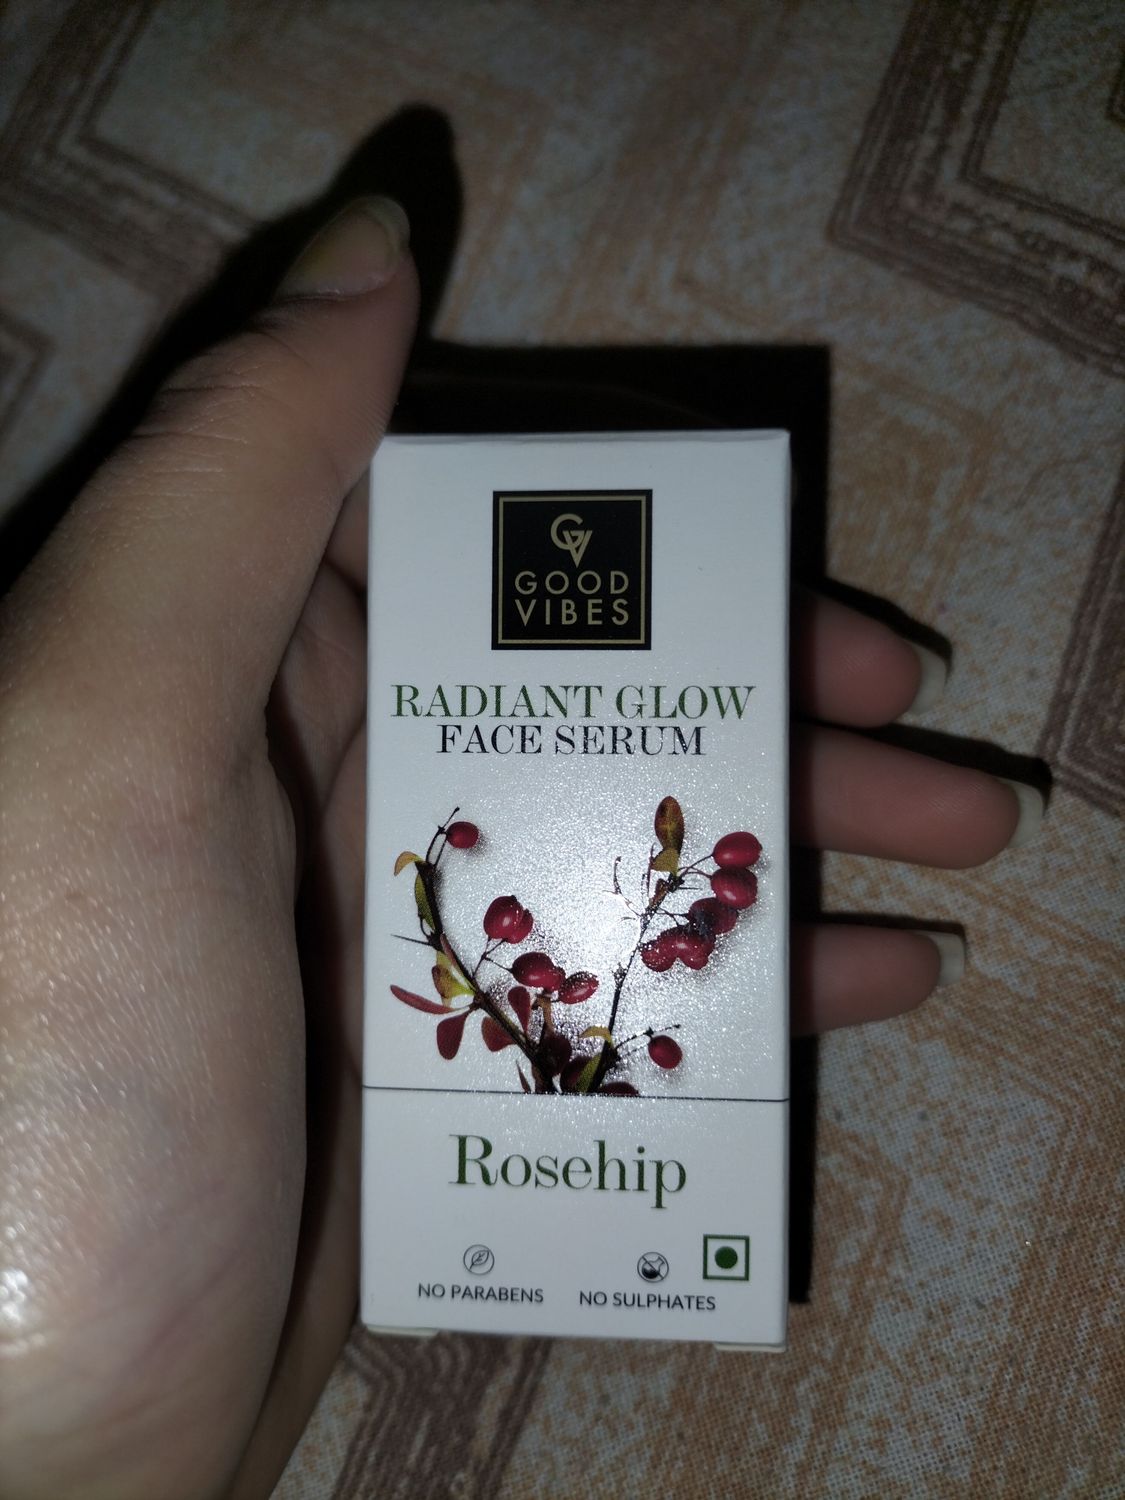 GV
GOOD
VIBES
RADIANT GLOW
FACE SERUM
Rosehip
NO PARABENS
NO SULPHATES